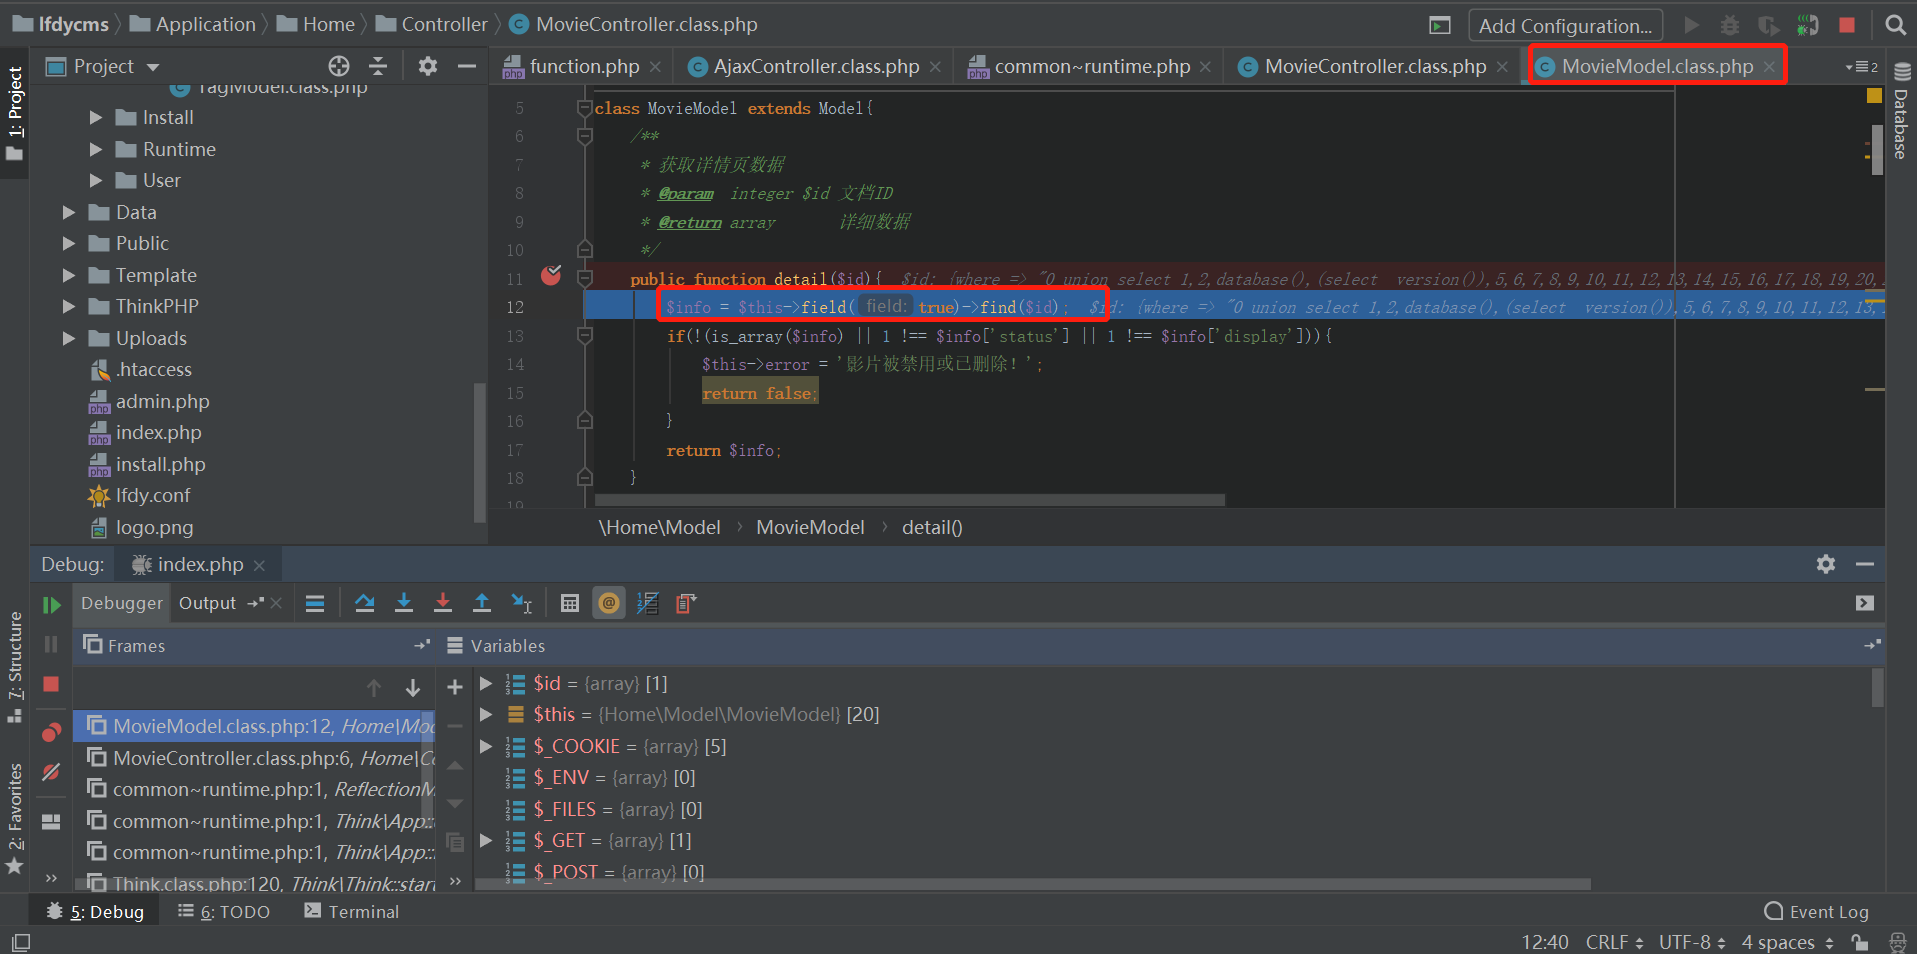 lfdycms Application Home Controller MovieController.class.php
Add Configuration...
1: Project
Project
function.php AjaxController.class.php common~runtime.php MovieController.class.php MovieModel.class.php 2
TagModel.class.php
Install
Runtime
User
Data
Public
Template
ThinkPHP
Uploads
.htaccess
admin.php
index.php
install.php
lfdy.conf
logo.png
5 class MovieModel extends Model{
6 /**
7 * 获取详情页数据
8 * @param integer $id 文档ID
9 * @return array 详细数据
10 */
11 public function detail($id){ $id: {where => "0 union select 1,2,database(),(select version()),5,6,7,8,9,10,11,12,13,14,15,16,17,18,19,20,
12 $info = $this->field( field: true)->find($id); $id: {where => "0 union select 1,2,database(),(select version()),5,6,7,8,9,10,11,12,13,
13 if(!(is_array($info) || 1 !== $info['status'] || 1 !== $info['display'])){
14 $this->error = '影片被禁用或已删除！';
15 return false;
16 }
17 return $info;
18 }
19
\Home\Model MovieModel detail()
Database
Debug: index.php
Debugger Output
Frames
Variables
MovieModel.class.php:12, Home\Mod
MovieController.class.php:6, Home\Co
common~runtime.php:1, ReflectionM
common~runtime.php:1, Think\App::
common~runtime.php:1, Think\App::
Think.class.php:120, Think\Think::start
$id = {array} [1]
$this = {Home\Model\MovieModel} [20]
$_COOKIE = {array} [5]
$_ENV = {array} [0]
$_FILES = {array} [0]
$_GET = {array} [1]
$_POST = {array} [0]
7: Structure
2: Favorites
5: Debug 6: TODO Terminal Event Log
12:40 CRLF UTF-8 4 spaces